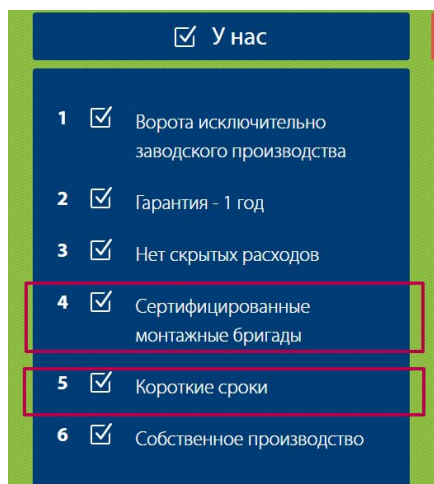 У нас
1 Ворота исключительно
заводского производства
2 Гарантия - 1 год
3 Нет скрытых расходов
4 Сертифицированные
монтажные бригады
5 Короткие сроки
6 Собственное производство